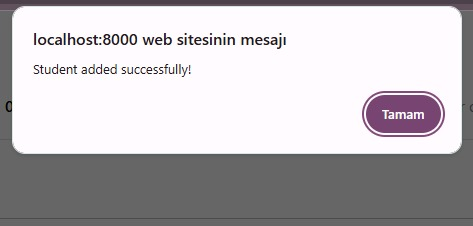 localhost:8000 web sitesinin mesajı
Student added successfully!
Tamam